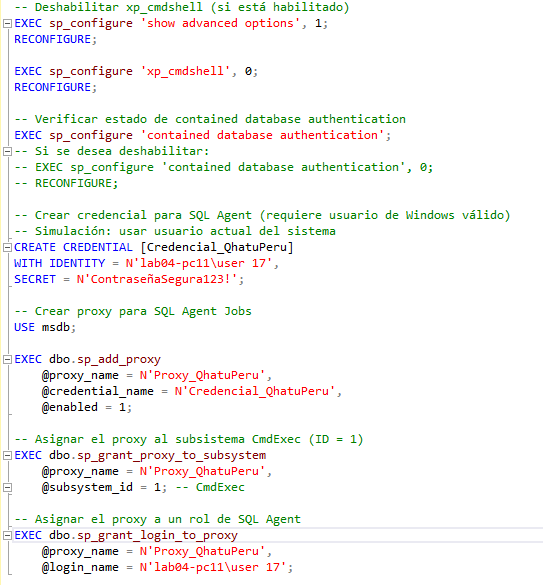 -- Deshabilitar xp_cmdshell (si está habilitado)
EXEC sp_configure 'show advanced options', 1;
RECONFIGURE;
EXEC sp_configure 'xp_cmdshell', 0;
RECONFIGURE;
-- Verificar estado de contained database authentication
EXEC sp_configure 'contained database authentication';
-- Si se desea deshabilitar:
-- EXEC sp_configure 'contained database authentication', 0;
-- RECONFIGURE;
-- Crear credencial para SQL Agent (requiere usuario de Windows válido)
-- Simulación: usar usuario actual del sistema
CREATE CREDENTIAL [Credencial_QhatuPeru]
WITH IDENTITY = N'lab04-pc11\user 17',
SECRET = N'ContraseñaSegura123!';
-- Crear proxy para SQL Agent Jobs
USE msdb;
EXEC dbo.sp_add_proxy
@proxy_name = N'Proxy_QhatuPeru',
@credential_name = N'Credencial_QhatuPeru',
@enabled = 1;
-- Asignar el proxy al subsistema CmdExec (ID = 1)
EXEC dbo.sp_grant_proxy_to_subsystem
@proxy_name = N'Proxy_QhatuPeru',
@subsystem_id = 1; -- CmdExec
-- Asignar el proxy a un rol de SQL Agent
EXEC dbo.sp_grant_login_to_proxy
@proxy_name = N'Proxy_QhatuPeru',
@login_name = N'lab04-pc11\user 17';